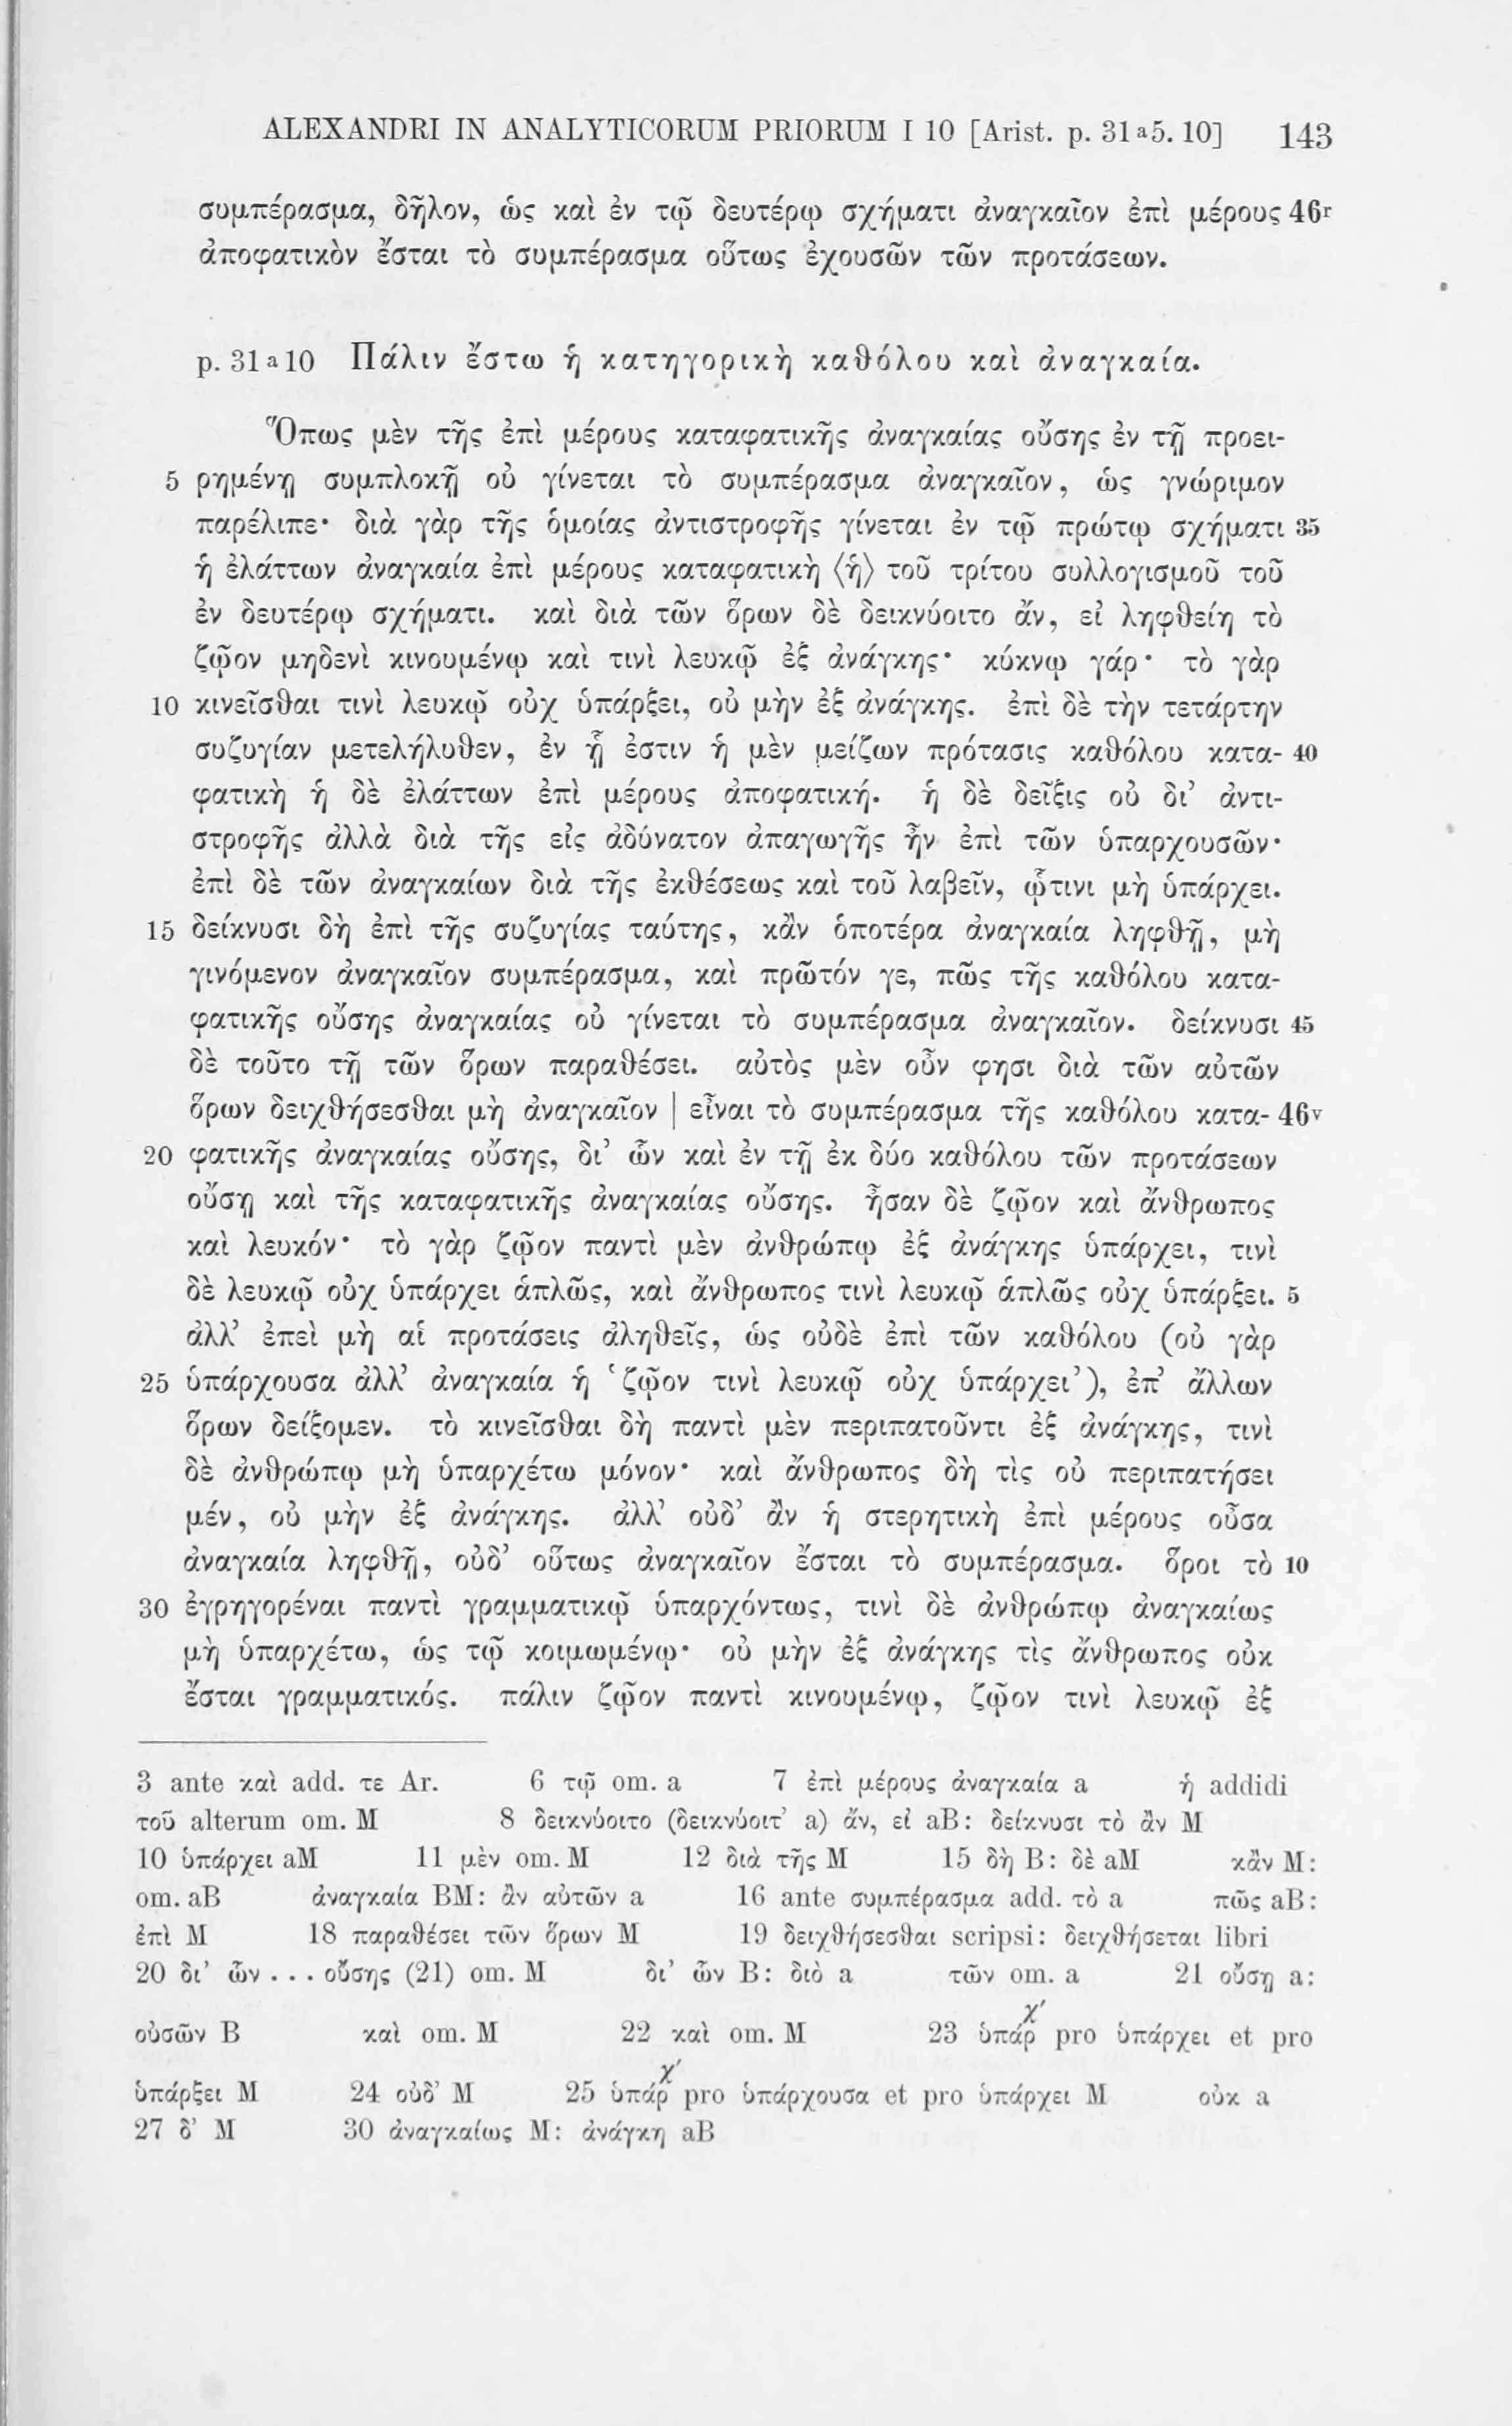 ALEXANDRI IN ANALYTICORUM PRIORUM I 10 [Arist. p. 31 a 5. 10] 143
συμπέρασμα, δῆλον, ὡς καὶ ἐν τῷ δευτέρῳ σχήματι ἀναγκαῖον ἐπὶ μέρους 46r
ἀποφατικὸν ἔσται τὸ συμπέρασμα οὕτως ἐχουσῶν τῶν προτάσεων.
p. 31 a 10 Πάλιν ἔστω ἡ κατηγορικὴ καθόλου καὶ ἀναγκαία.
Ὅπως μὲν τῆς ἐπὶ μέρους καταφατικῆς ἀναγκαίας οὔσης ἐν τῇ προει-
5 ρημένῃ συμπλοκῇ οὐ γίνεται τὸ συμπέρασμα ἀναγκαῖον, ὡς γνώριμον
παρέλιπε· διὰ γὰρ τῆς ὁμοίας ἀντιστροφῆς γίνεται ἐν τῷ πρώτῳ σχήματι 35
ἡ ἐλάττων ἀναγκαία ἐπὶ μέρους καταφατικὴ ⟨ἡ⟩ τοῦ τρίτου συλλογισμοῦ τοῦ
ἐν δευτέρῳ σχήματι. καὶ διὰ τῶν ὅρων δὲ δεικνύοιτο ἄν, εἰ ληφθείη τὸ
ζῷον μηδενὶ κινουμένῳ καὶ τινὶ λευκῷ ἐξ ἀνάγκης· κύκνῳ γάρ· τὸ γὰρ
10 κινεῖσθαι τινὶ λευκῷ οὐχ ὑπάρξει, οὐ μὴν ἐξ ἀνάγκης. ἐπὶ δὲ τὴν τετάρτην
συζυγίαν μετελήλυθεν, ἐν ᾗ ἐστιν ἡ μὲν μείζων πρότασις καθόλου κατα- 40
φατικὴ ἡ δὲ ἐλάττων ἐπὶ μέρους ἀποφατική. ἡ δὲ δεῖξις οὐ δι’ ἀντι-
στροφῆς ἀλλὰ διὰ τῆς εἰς ἀδύνατον ἀπαγωγῆς ἦν ἐπὶ τῶν ὑπαρχουσῶν·
ἐπὶ δὲ τῶν ἀναγκαίων διὰ τῆς ἐκθέσεως καὶ τοῦ λαβεῖν, ᾧτινι μὴ ὑπάρχει.
15 δείκνυσι δὴ ἐπὶ τῆς συζυγίας ταύτης, κἂν ὁποτέρα ἀναγκαία ληφθῇ, μὴ
γινόμενον ἀναγκαῖον συμπέρασμα, καὶ πρῶτόν γε, πῶς τῆς καθόλου κατα-
φατικῆς οὔσης ἀναγκαίας οὐ γίνεται τὸ συμπέρασμα ἀναγκαῖον. δείκνυσι 45
δὲ τοῦτο τῇ τῶν ὅρων παραθέσει. αὐτὸς μὲν οὖν φησι διὰ τῶν αὐτῶν
ὅρων δειχθήσεσθαι μὴ ἀναγκαῖον | εἶναι τὸ συμπέρασμα τῆς καθόλου κατα- 46v
20 φατικῆς ἀναγκαίας οὔσης, δι’ ὧν καὶ ἐν τῇ ἐκ δύο καθόλου τῶν προτάσεων
οὔσῃ καὶ τῆς καταφατικῆς ἀναγκαίας οὔσης. ἦσαν δὲ ζῷον καὶ ἄνθρωπος
καὶ λευκόν· τὸ γὰρ ζῷον παντὶ μὲν ἀνθρώπῳ ἐξ ἀνάγκης ὑπάρχει, τινὶ
δὲ λευκῷ οὐχ ὑπάρχει ἁπλῶς, καὶ ἄνθρωπος τινὶ λευκῷ ἁπλῶς οὐχ ὑπάρξει. 5
ἀλλ’ ἐπεὶ μὴ αἱ προτάσεις ἀληθεῖς, ὡς οὐδὲ ἐπὶ τῶν καθόλου (οὐ γὰρ
25 ὑπάρχουσα ἀλλ’ ἀναγκαία ἡ ‘ζῷον τινὶ λευκῷ οὐχ ὑπάρχει’), ἐπ’ ἄλλων
ὅρων δείξομεν. τὸ κινεῖσθαι δὴ παντὶ μὲν περιπατοῦντι ἐξ ἀνάγκης, τινὶ
δὲ ἀνθρώπῳ μὴ ὑπαρχέτω μόνον· καὶ ἄνθρωπος δὴ τὶς οὐ περιπατήσει
μέν, οὐ μὴν ἐξ ἀνάγκης. ἀλλ’ οὐδ’ ἂν ἡ στερητικὴ ἐπὶ μέρους οὖσα
ἀναγκαία ληφθῇ, οὐδ’ οὕτως ἀναγκαῖον ἔσται τὸ συμπέρασμα. ὅροι τὸ 10
30 ἐγρηγορέναι παντὶ γραμματικῷ ὑπαρχόντως, τινὶ δὲ ἀνθρώπῳ ἀναγκαίως
μὴ ὑπαρχέτω, ὡς τῷ κοιμωμένῳ· οὐ μὴν ἐξ ἀνάγκης τὶς ἄνθρωπος οὐκ
ἔσται γραμματικός. πάλιν ζῷον παντὶ κινουμένῳ, ζῷον τινὶ λευκῷ ἐξ
3 ante καὶ add. τε Ar. 6 τῷ om. a 7 ἐπὶ μέρους ἀναγκαία a ἡ addidi
τοῦ alterum om. M 8 δεικνύοιτο (δεικνύοιτ’ a) ἄν, εἰ aB: δείκνυσι τὸ ἂν M
10 ὑπάρχει aM 11 μὲν om. M 12 διὰ τῆς M 15 δὴ B: δὲ aM κἂν M:
om. aB ἀναγκαία BM: ἂν αὐτῶν a 16 ante συμπέρασμα add. τὸ a πῶς aB:
ἐπὶ M 18 παραθέσει τῶν ὅρων M 19 δειχθήσεσθαι scripsi: δειχθήσεται libri
20 δι’ ὧν . . . οὔσης (21) om. M δι’ ὧν B: διὸ a τῶν om. a 21 οὔσῃ a:
οὐσῶν B καὶ om. M 22 καὶ om. M 23 ὑπάρχ́ pro ὑπάρχει et pro
ὑπάρξει M 24 οὐδ’ M 25 ὑπάρχ́ pro ὑπάρχουσα et pro ὑπάρχει M οὐκ a
27 δ’ M 30 ἀναγκαίως M: ἀνάγκη aB